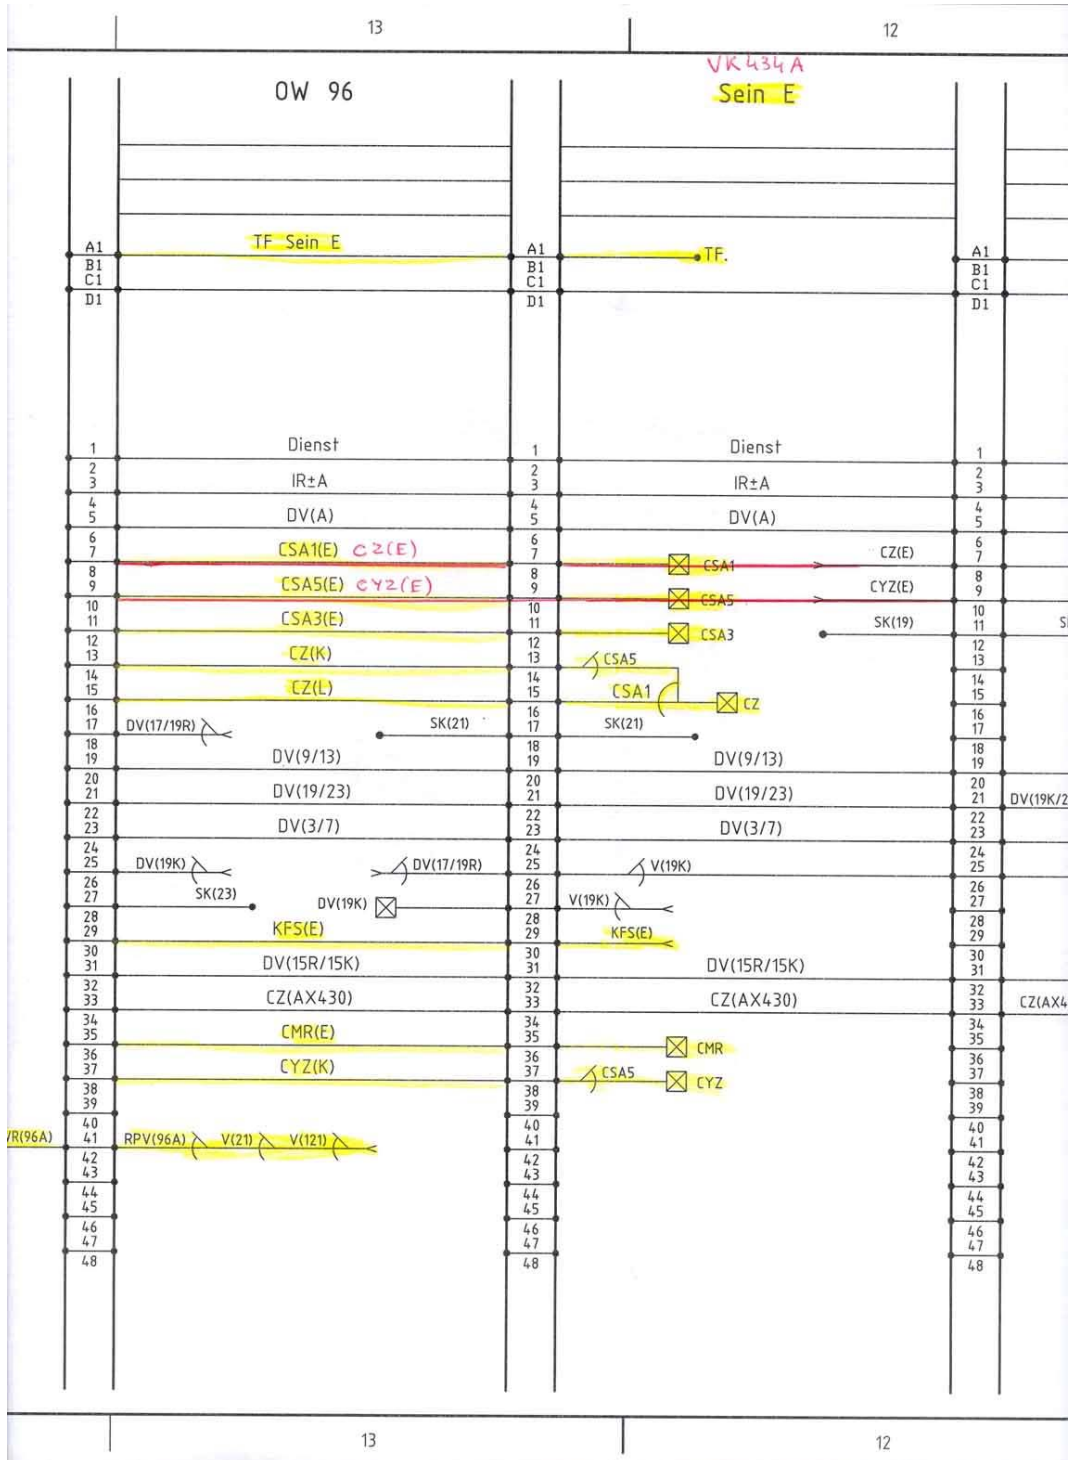 13 12
VK434A
OW 96 Sein E
A1 TF Sein E A1 TF. A1
B1 B1 B1
C1 C1 C1
D1 D1 D1
1 Dienst 1 Dienst 1
2 2 2
3 IR±A 3 IR±A 3
4 4 4
5 DV(A) 5 DV(A) 5
6 6 6
7 CSA1(E) CZ(E) 7 CSA1 CZ(E) 7
8 8 8
9 CSA5(E) CYZ(E) 9 CSA5 CYZ(E) 9
10 10 10
11 CSA3(E) 11 CSA3 SK(19) 11 S
12 12 12
13 CZ(K) 13 CSA5 13
14 14 14
15 CZ(L) 15 CSA1 CZ 15
16 16 16
17 DV(17/19R) SK(21) 17 SK(21) 17
18 18 18
19 DV(9/13) 19 DV(9/13) 19
20 20 20
21 DV(19/23) 21 DV(19/23) 21 DV(19K/2
22 22 22
23 DV(3/7) 23 DV(3/7) 23
24 24 24
25 DV(19K) DV(17/19R) 25 V(19K) 25
26 26 26
27 SK(23) DV(19K) 27 V(19K) 27
28 28 28
29 KFS(E) 29 KFS(E) 29
30 30 30
31 DV(15R/15K) 31 DV(15R/15K) 31
32 32 32
33 CZ(AX430) 33 CZ(AX430) 33 CZ(AX4
34 34 34
35 CMR(E) 35 CMR 35
36 36 36
37 CYZ(K) 37 CSA5 CYZ 37
38 38 38
39 39 39
40 40 40
VR(96A) 41 RPV(96A) V(21) V(121) 41 41
42 42 42
43 43 43
44 44 44
45 45 45
46 46 46
47 47 47
48 48 48
13 12